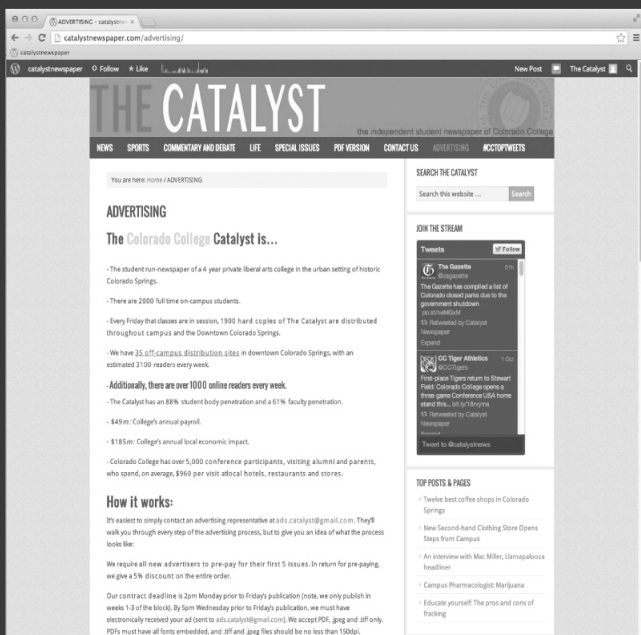 ADVERTISING – catalystnew
catalystnewspaper.com/advertising/
catalystnewspaper
catalystnewspaper Follow Like New Post The Catalyst
THE CATALYST
the independent student newspaper of Colorado College
NEWS SPORTS COMMENTARY AND DEBATE LIFE SPECIAL ISSUES PDF VERSION CONTACT US ADVERTISING #CCTOPTWEETS
You are here: Home / ADVERTISING
ADVERTISING
The Colorado College Catalyst is...
- The student run-newspaper of a 4 year private liberal arts college in the urban setting of historic
Colorado Springs.
- There are 2000 full time on-campus students.
- Every Friday that classes are in session, 1900 hard copies of The Catalyst are distributed
throughout campus and the Downtown Colorado Springs.
- We have 35 off-campus distribution sites in downtown Colorado Springs, with an
estimated 3100 readers every week.
- Additionally, there are over 1000 online readers every week.
- The Catalyst has an 88% student body penetration and a 61% faculty penetration.
- $49m: College's annual payroll.
- $185m: College's annual local economic impact.
- Colorado College has over 5,000 conference participants, visiting alumni and parents,
who spend, on average, $960 per visit atlocal hotels, restaurants and stores.
How it works:
It's easiest to simply contact an advertising representative at ads.catalyst@gmail.com. They'll
walk you through every step of the advertising process, but to give you an idea of what the process
looks like:
We require all new advertisers to pre-pay for their first 5 issues. In return for pre-paying,
we give a 5% discount on the entire order.
Our contract deadline is 2pm Monday prior to Friday's publication (note, we only publish in
weeks 1-3 of the block). By 5pm Wednesday prior to Friday's publication, we must have
electronically received your ad (sent to ads.catalyst@gmail.com). We accept PDF, .jpeg and .tiff only.
PDFs must have all fonts embedded, and .tiff and .jpeg files should be no less than 150dpi.
SEARCH THE CATALYST
Search this website ... Search
JOIN THE STREAM
Tweets Follow
The Gazette
@csgazette
The Gazette has compiled a list of
Colorado closed parks due to the
government shutdown
Retweeted by Catalyst
Newspaper
Expand
CC Tiger Athletics 1 Oct
@CCTigers
First-place Tigers return to Stewart
Field: Colorado College opens a
three-game Conference USA home
stand this...
Retweeted by Catalyst
Newspaper
Tweet to @catalystnews
TOP POSTS & PAGES
Twelve best coffee shops in Colorado
Springs
New Second-hand Clothing Store Opens
Steps from Campus
An interview with Mac Miller, Llamapalooza
headliner
Campus Pharmacologist: Marijuana
Educate yourself: The pros and cons of
fracking